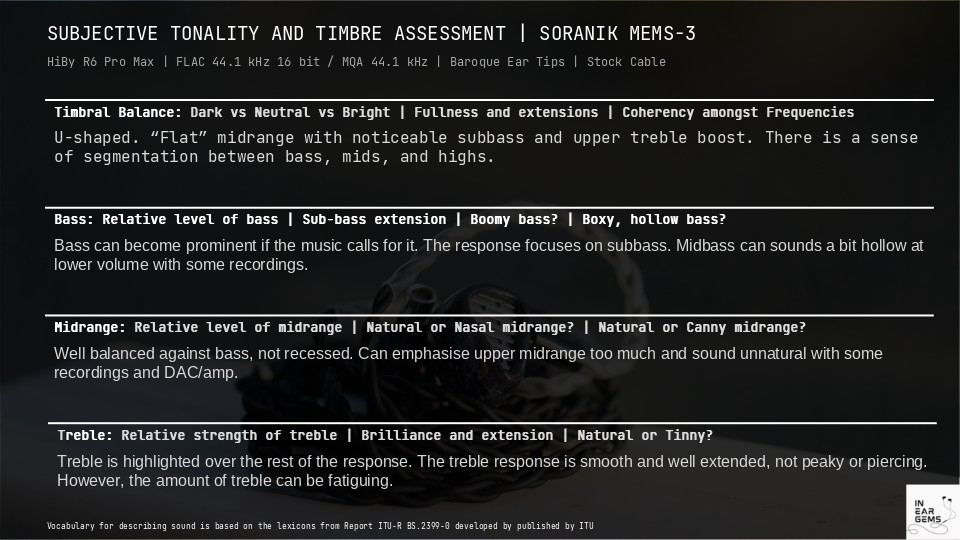 SUBJECTIVE TONALITY AND TIMBRE ASSESSMENT | SORANIK MEMS-3
HiBy R6 Pro Max | FLAC 44.1 kHz 16 bit / MQA 44.1 kHz | Baroque Ear Tips | Stock Cable
Timbral Balance: Dark vs Neutral vs Bright | Fullness and extensions | Coherency amongst Frequencies
U-shaped. “Flat” midrange with noticeable subbass and upper treble boost. There is a sense
of segmentation between bass, mids, and highs.
Bass: Relative level of bass | Sub-bass extension | Boomy bass? | Boxy, hollow bass?
Bass can become prominent if the music calls for it. The response focuses on subbass. Midbass can sounds a bit hollow at
lower volume with some recordings.
Midrange: Relative level of midrange | Natural or Nasal midrange? | Natural or Canny midrange?
Well balanced against bass, not recessed. Can emphasise upper midrange too much and sound unnatural with some
recordings and DAC/amp.
Treble: Relative strength of treble | Brilliance and extension | Natural or Tinny?
Treble is highlighted over the rest of the response. The treble response is smooth and well extended, not peaky or piercing.
However, the amount of treble can be fatiguing.
Vocabulary for describing sound is based on the lexicons from Report ITU-R BS.2399-0 developed by published by ITU
IN
EAR
GEMS